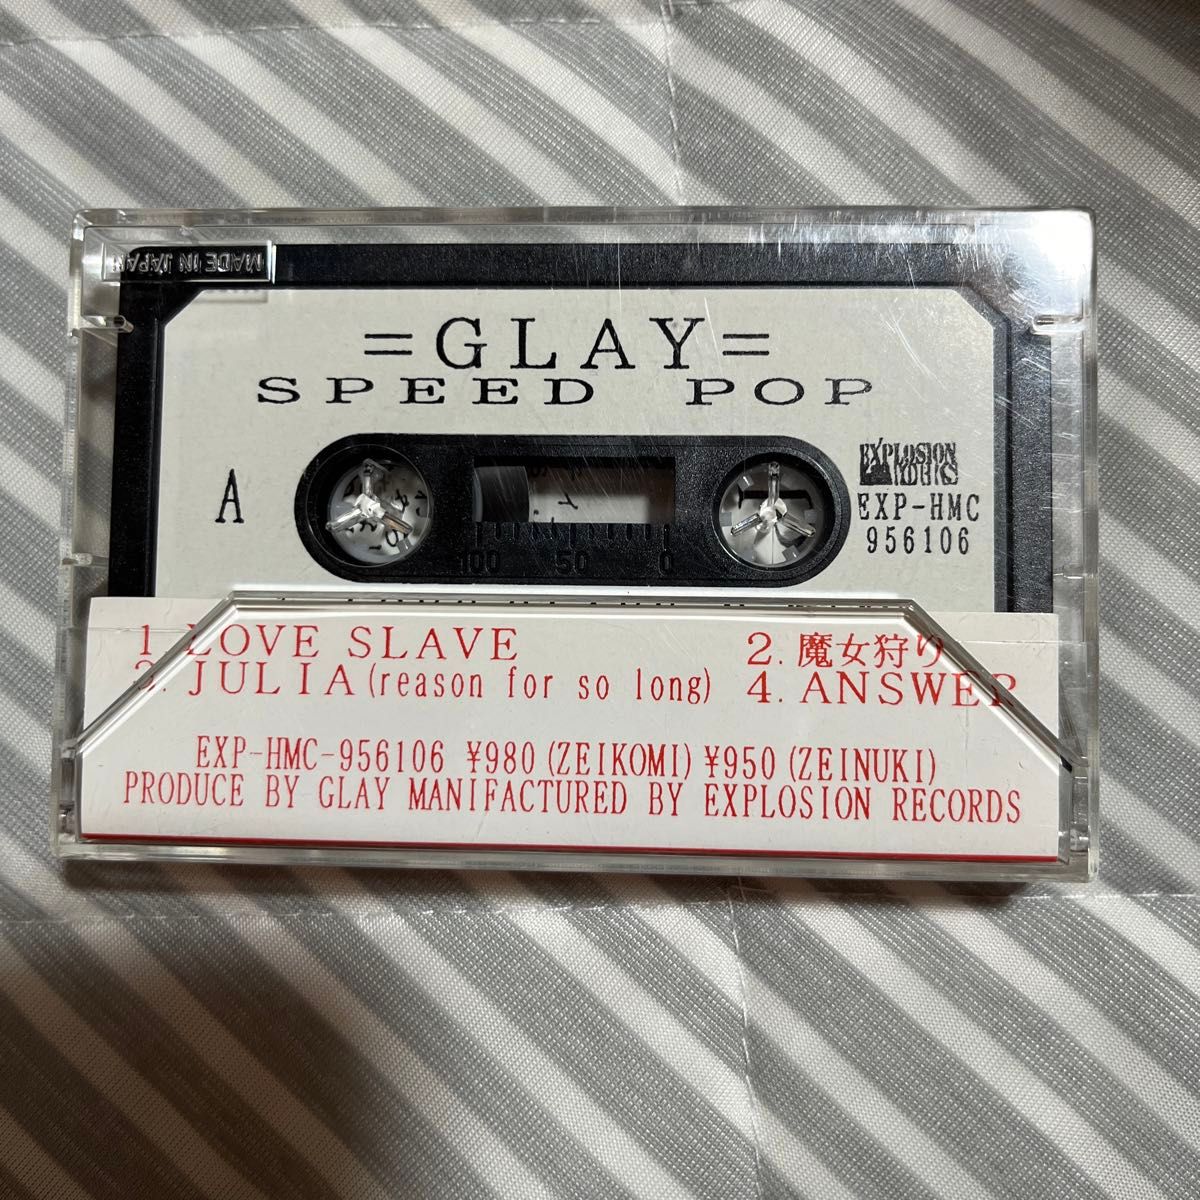 MADE IN JAPAN
=GLAY=
SPEED POP
A
EXPLOSION
EXP-HMC
956106
100 50 0
1. LOVE SLAVE 2. 魔女狩り
3. JULIA (reason for so long) 4. ANSWER
EXP-HMC-956106 ¥980 (ZEIKOMI) ¥950 (ZEINUKI)
PRODUCE BY GLAY MANIFACTURED BY EXPLOSION RECORDS